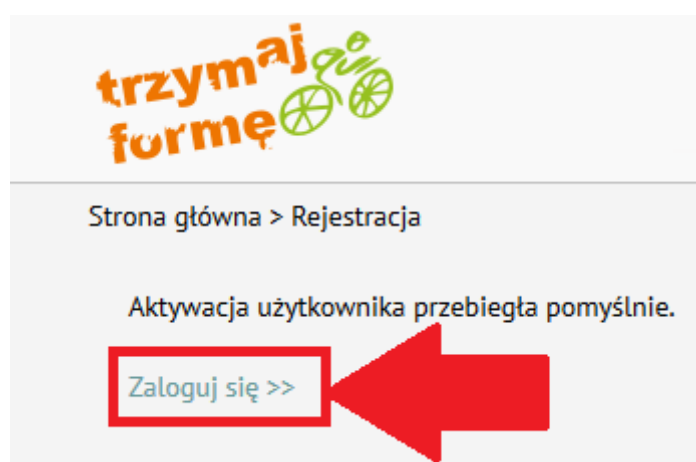 trzymaj
formę
Strona główna > Rejestracja
Aktywacja użytkownika przebiegła pomyślnie.
Zaloguj się >>